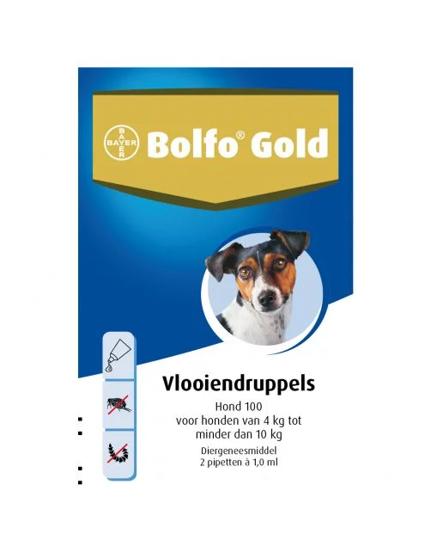 BAYER
BAYER
Bolfo® Gold
Vlooiendruppels
Hond 100
voor honden van 4 kg tot
minder dan 10 kg
Diergeneesmiddel
2 pipetten à 1,0 ml